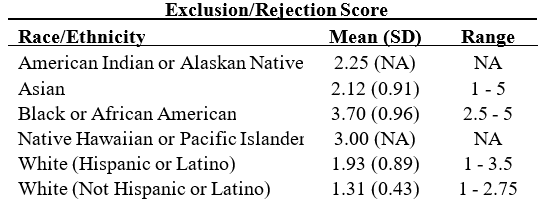 Exclusion/Rejection Score
Race/Ethnicity Mean (SD) Range
American Indian or Alaskan Native 2.25 (NA) NA
Asian 2.12 (0.91) 1 - 5
Black or African American 3.70 (0.96) 2.5 - 5
Native Hawaiian or Pacific Islander 3.00 (NA) NA
White (Hispanic or Latino) 1.93 (0.89) 1 - 3.5
White (Not Hispanic or Latino) 1.31 (0.43) 1 - 2.75